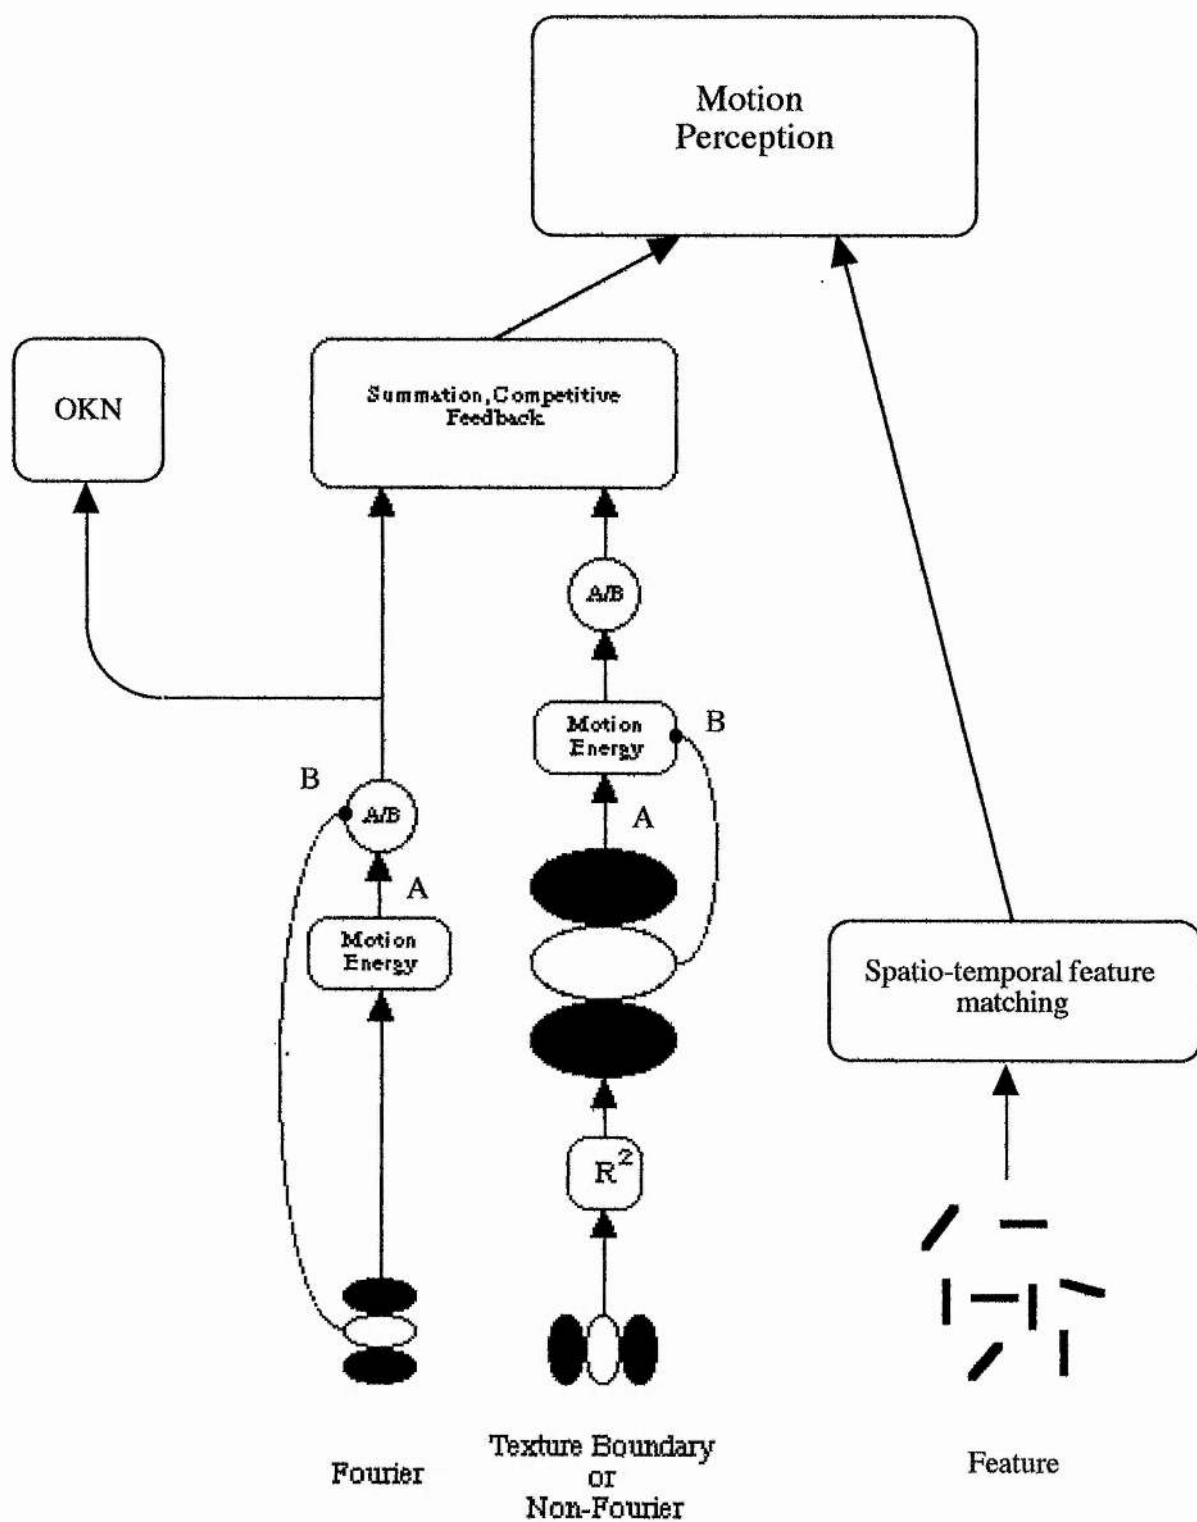 Motion
Perception
OKN
Summation, Competitive
Feedback
A/B
Motion
Energy
B
B
A/B
A
A
Motion
Energy
Spatio-temporal feature
matching
R²
Fourier
Texture Boundary
or
Non-Fourier
Feature